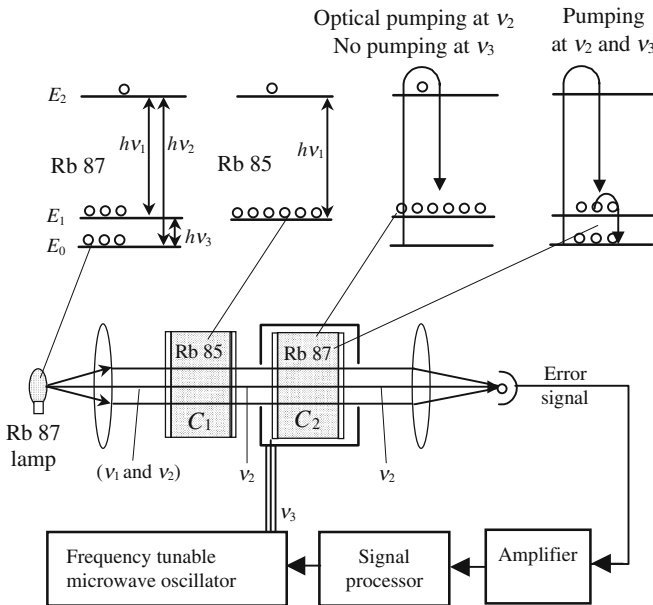 Optical pumping at ν2
No pumping at ν3
Pumping
at ν2 and ν3
E2
hν1
hν2
Rb 87
E1
E0
hν3
hν1
Rb 85
Rb 85
Rb 87
C1
C2
Rb 87
lamp
(ν1 and ν2)
ν2
ν2
Error
signal
ν3
Frequency tunable
microwave oscillator
Signal
processor
Amplifier